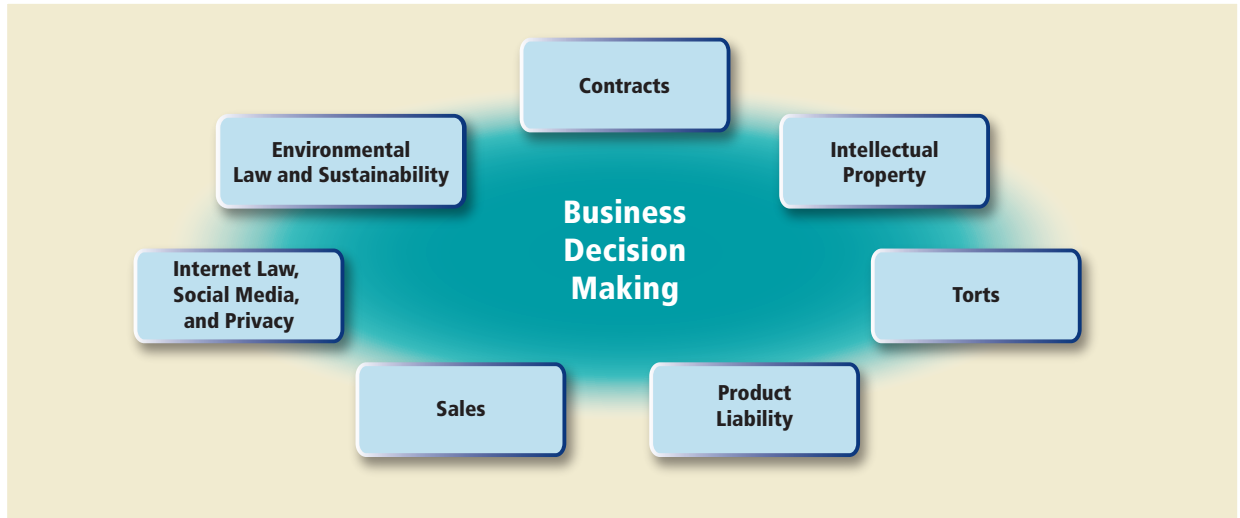 Contracts
Environmental
Law and Sustainability
Intellectual
Property
Business
Decision
Making
Internet Law,
Social Media,
and Privacy
Torts
Sales
Product
Liability